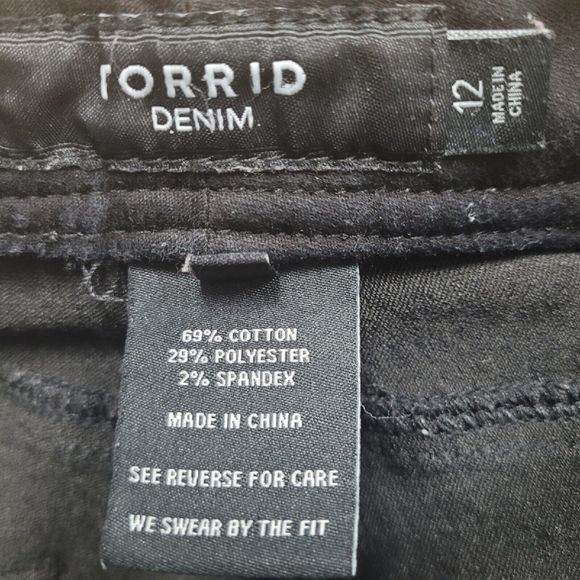 TORRID
DENIM
12
MADE IN
CHINA
69% COTTON
29% POLYESTER
2% SPANDEX
MADE IN CHINA
SEE REVERSE FOR CARE
WE SWEAR BY THE FIT